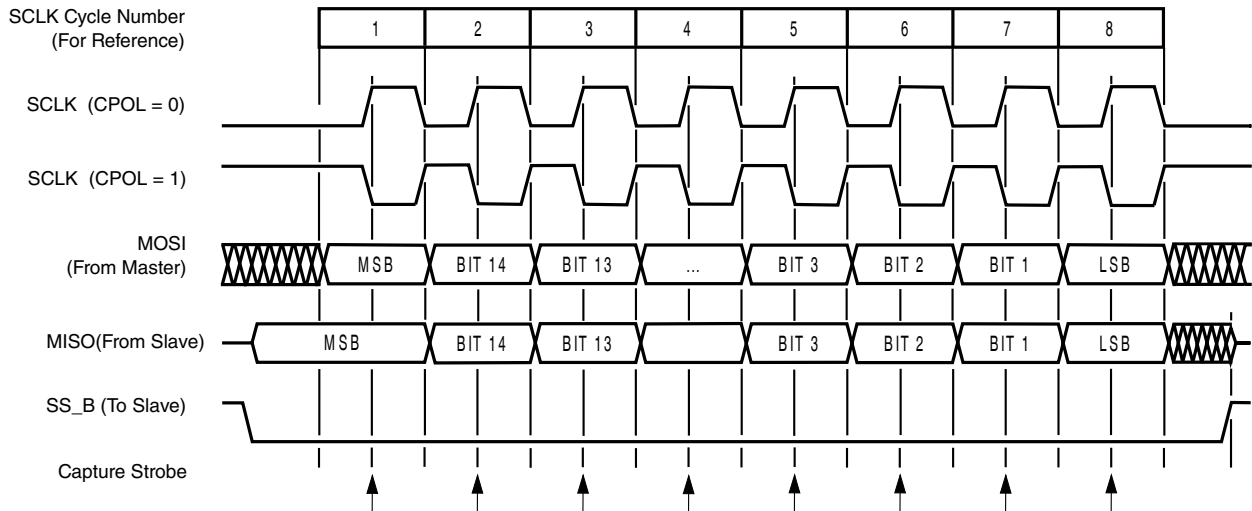 SCLK Cycle Number
(For Reference)
1 2 3 4 5 6 7 8
SCLK (CPOL = 0)
SCLK (CPOL = 1)
MOSI
(From Master)
MSB BIT 14 BIT 13 ... BIT 3 BIT 2 BIT 1 LSB
MISO(From Slave)
MSB BIT 14 BIT 13 BIT 3 BIT 2 BIT 1 LSB
SS_B (To Slave)
Capture Strobe